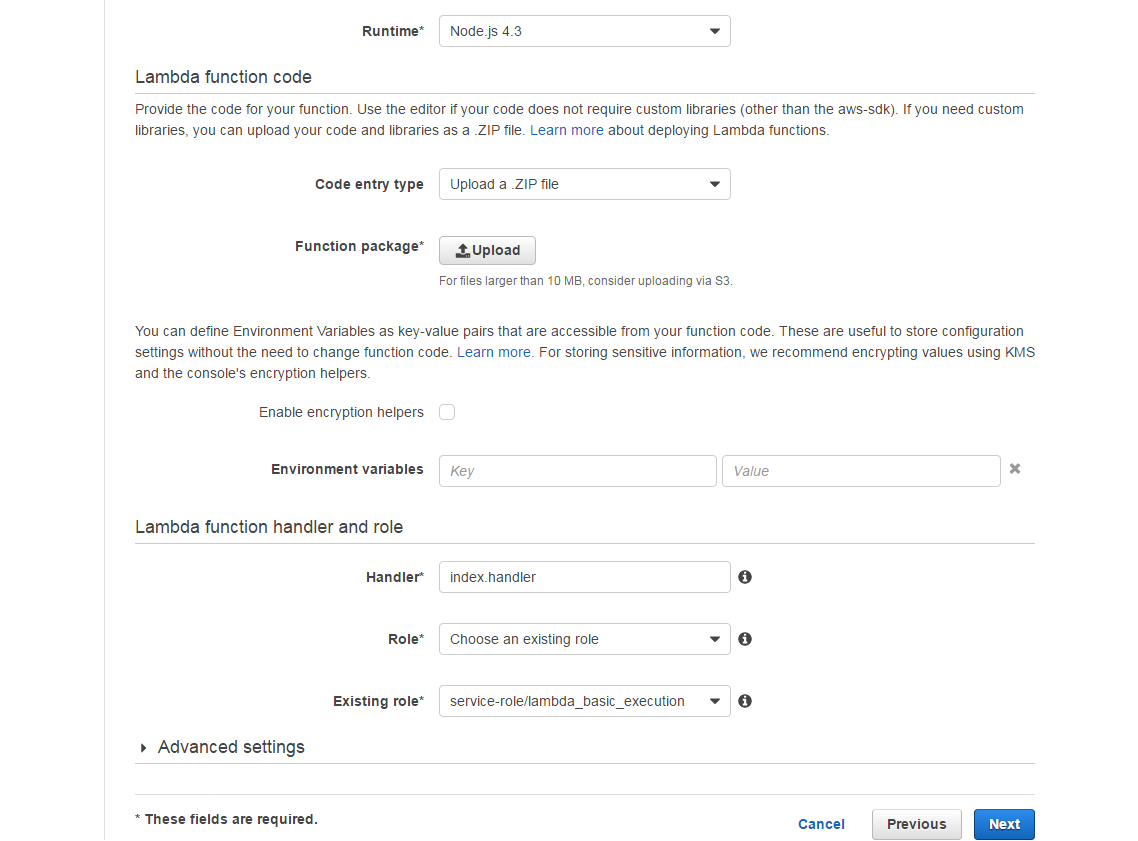 Runtime* Node.js 4.3
Lambda function code
Provide the code for your function. Use the editor if your code does not require custom libraries (other than the aws-sdk). If you need custom
libraries, you can upload your code and libraries as a .ZIP file. Learn more about deploying Lambda functions.
Code entry type Upload a .ZIP file
Function package* Upload
For files larger than 10 MB, consider uploading via S3.
You can define Environment Variables as key-value pairs that are accessible from your function code. These are useful to store configuration
settings without the need to change function code. Learn more. For storing sensitive information, we recommend encrypting values using KMS
and the console's encryption helpers.
Enable encryption helpers
Environment variables Key Value
Lambda function handler and role
Handler* index.handler
Role* Choose an existing role
Existing role* service-role/lambda_basic_execution
Advanced settings
* These fields are required.
Cancel Previous Next